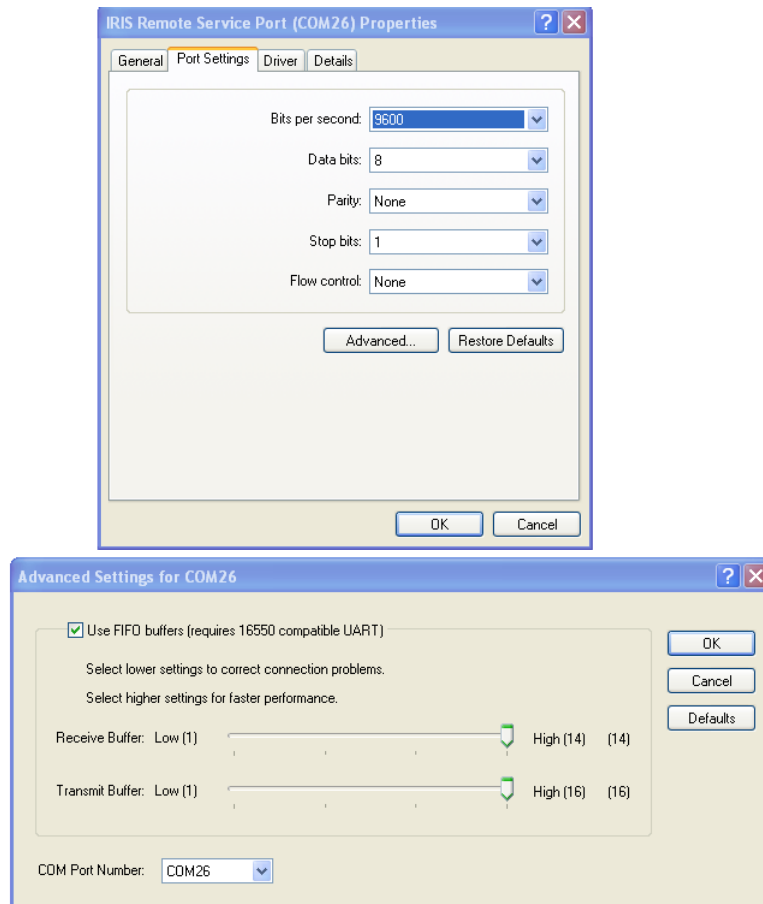 IRIS Remote Service Port (COM26) Properties
General Port Settings Driver Details
Bits per second: 9600
Data bits: 8
Parity: None
Stop bits: 1
Flow control: None
Advanced... Restore Defaults
OK Cancel
Advanced Settings for COM26
Use FIFO buffers (requires 16550 compatible UART)
OK
Select lower settings to correct connection problems.
Cancel
Select higher settings for faster performance.
Defaults
Receive Buffer: Low (1) High (14) (14)
Transmit Buffer: Low (1) High (16) (16)
COM Port Number: COM26